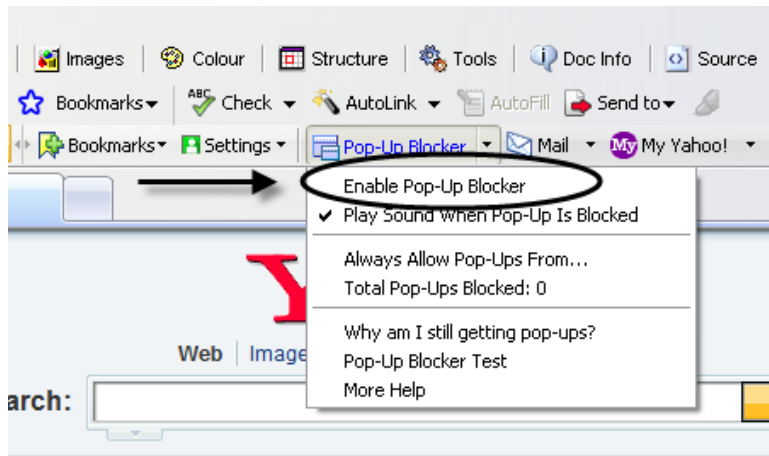 Images Colour Structure Tools Doc Info Source
Bookmarks ABC Check AutoLink AutoFill Send to
Bookmarks Settings Pop-Up Blocker Mail My My Yahoo!
Enable Pop-Up Blocker
Play Sound When Pop-Up Is Blocked
Always Allow Pop-Ups From...
Total Pop-Ups Blocked: 0
Y
Why am I still getting pop-ups?
Web Image
Pop-Up Blocker Test
More Help
arch: